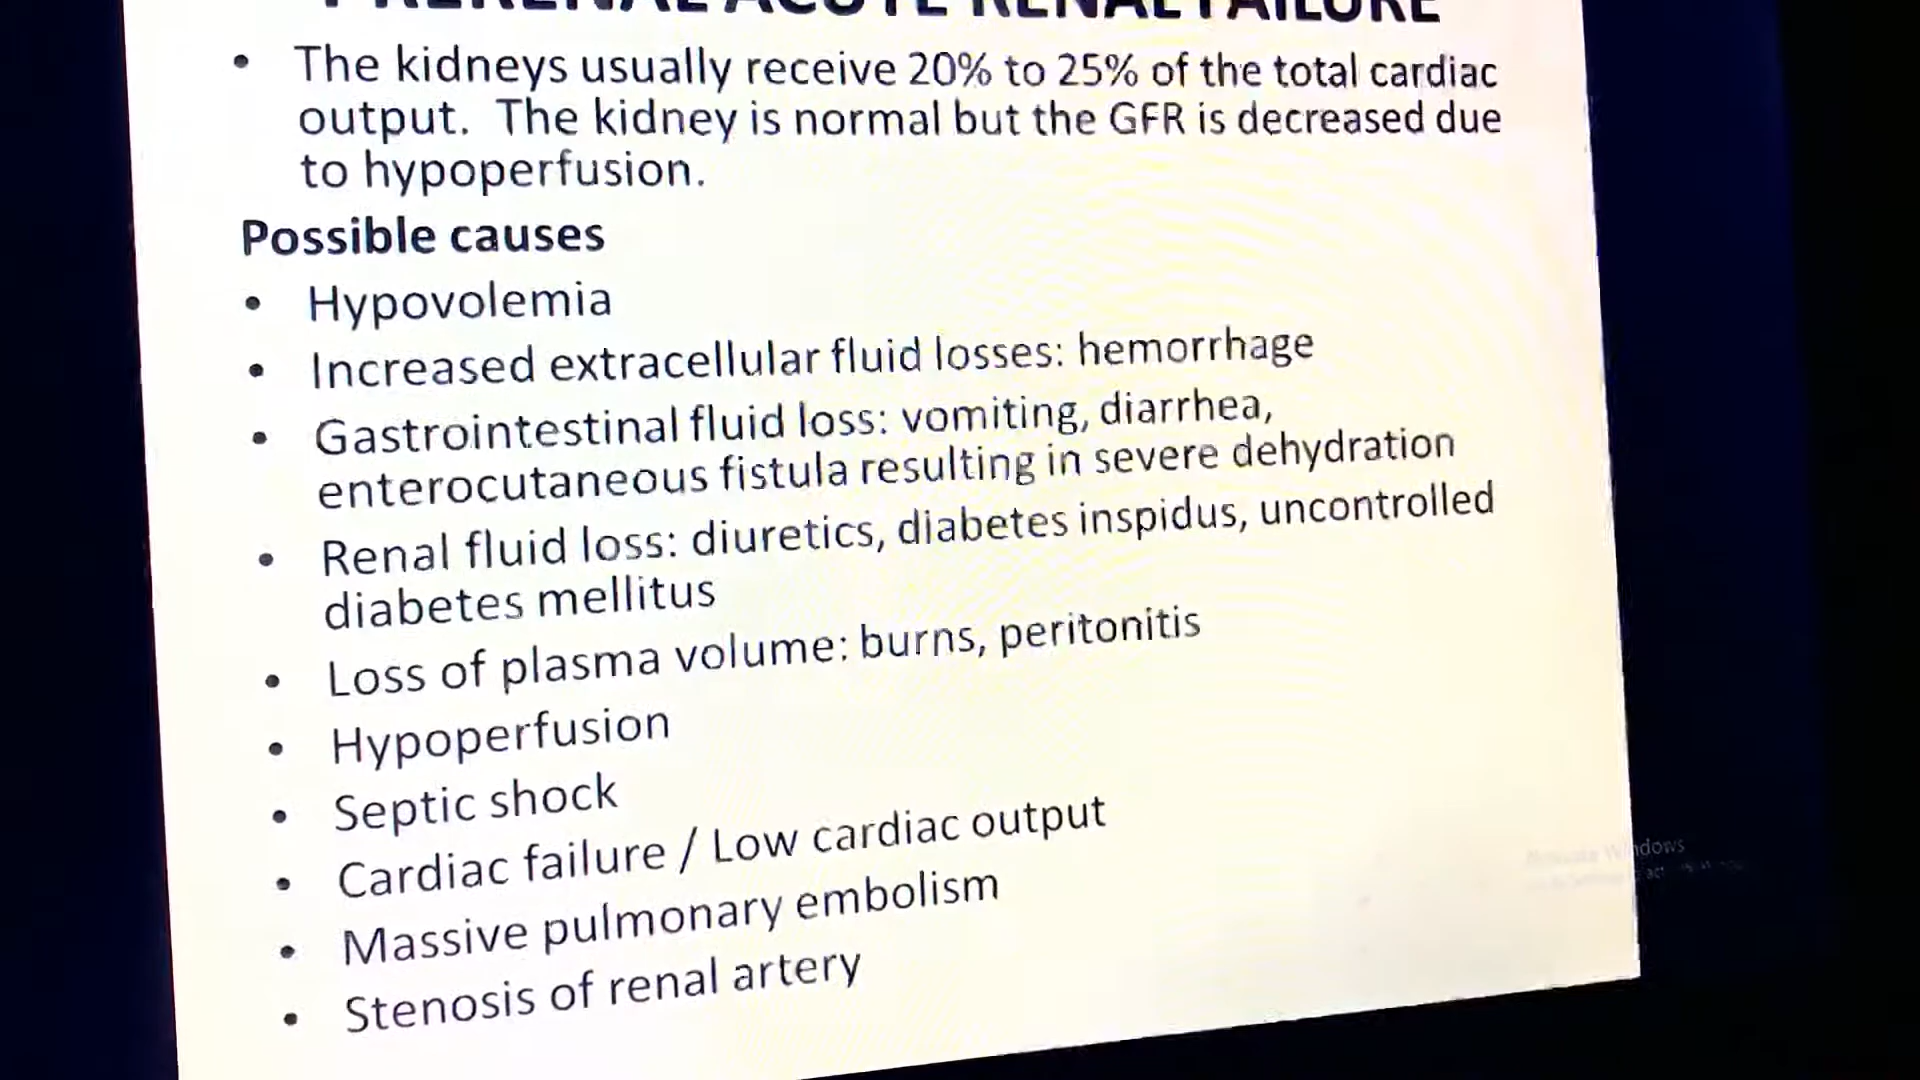 PRERENAL ACUTE RENAL FAILURE
• The kidneys usually receive 20% to 25% of the total cardiac
output. The kidney is normal but the GFR is decreased due
to hypoperfusion.
Possible causes
• Hypovolemia
• Increased extracellular fluid losses: hemorrhage
• Gastrointestinal fluid loss: vomiting, diarrhea,
enterocutaneous fistula resulting in severe dehydration
• Renal fluid loss: diuretics, diabetes inspidus, uncontrolled
diabetes mellitus
• Loss of plasma volume: burns, peritonitis
• Hypoperfusion
• Septic shock
• Cardiac failure / Low cardiac output
• Massive pulmonary embolism
• Stenosis of renal artery
Activate Windows